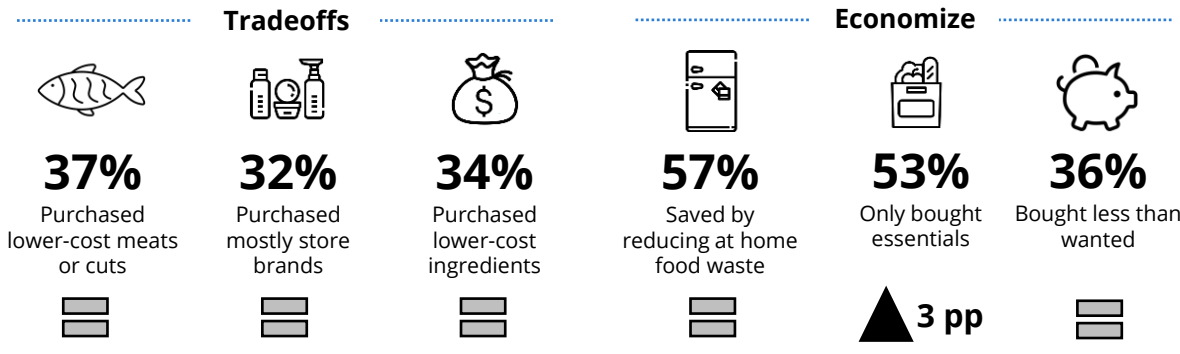 Tradeoffs
37%
Purchased
lower-cost meats
or cuts
32%
Purchased
mostly store
brands
$
34%
Purchased
lower-cost
ingredients
Economize
57%
Saved by
reducing at home
food waste
53%
Only bought
essentials
3 pp
36%
Bought less than
wanted